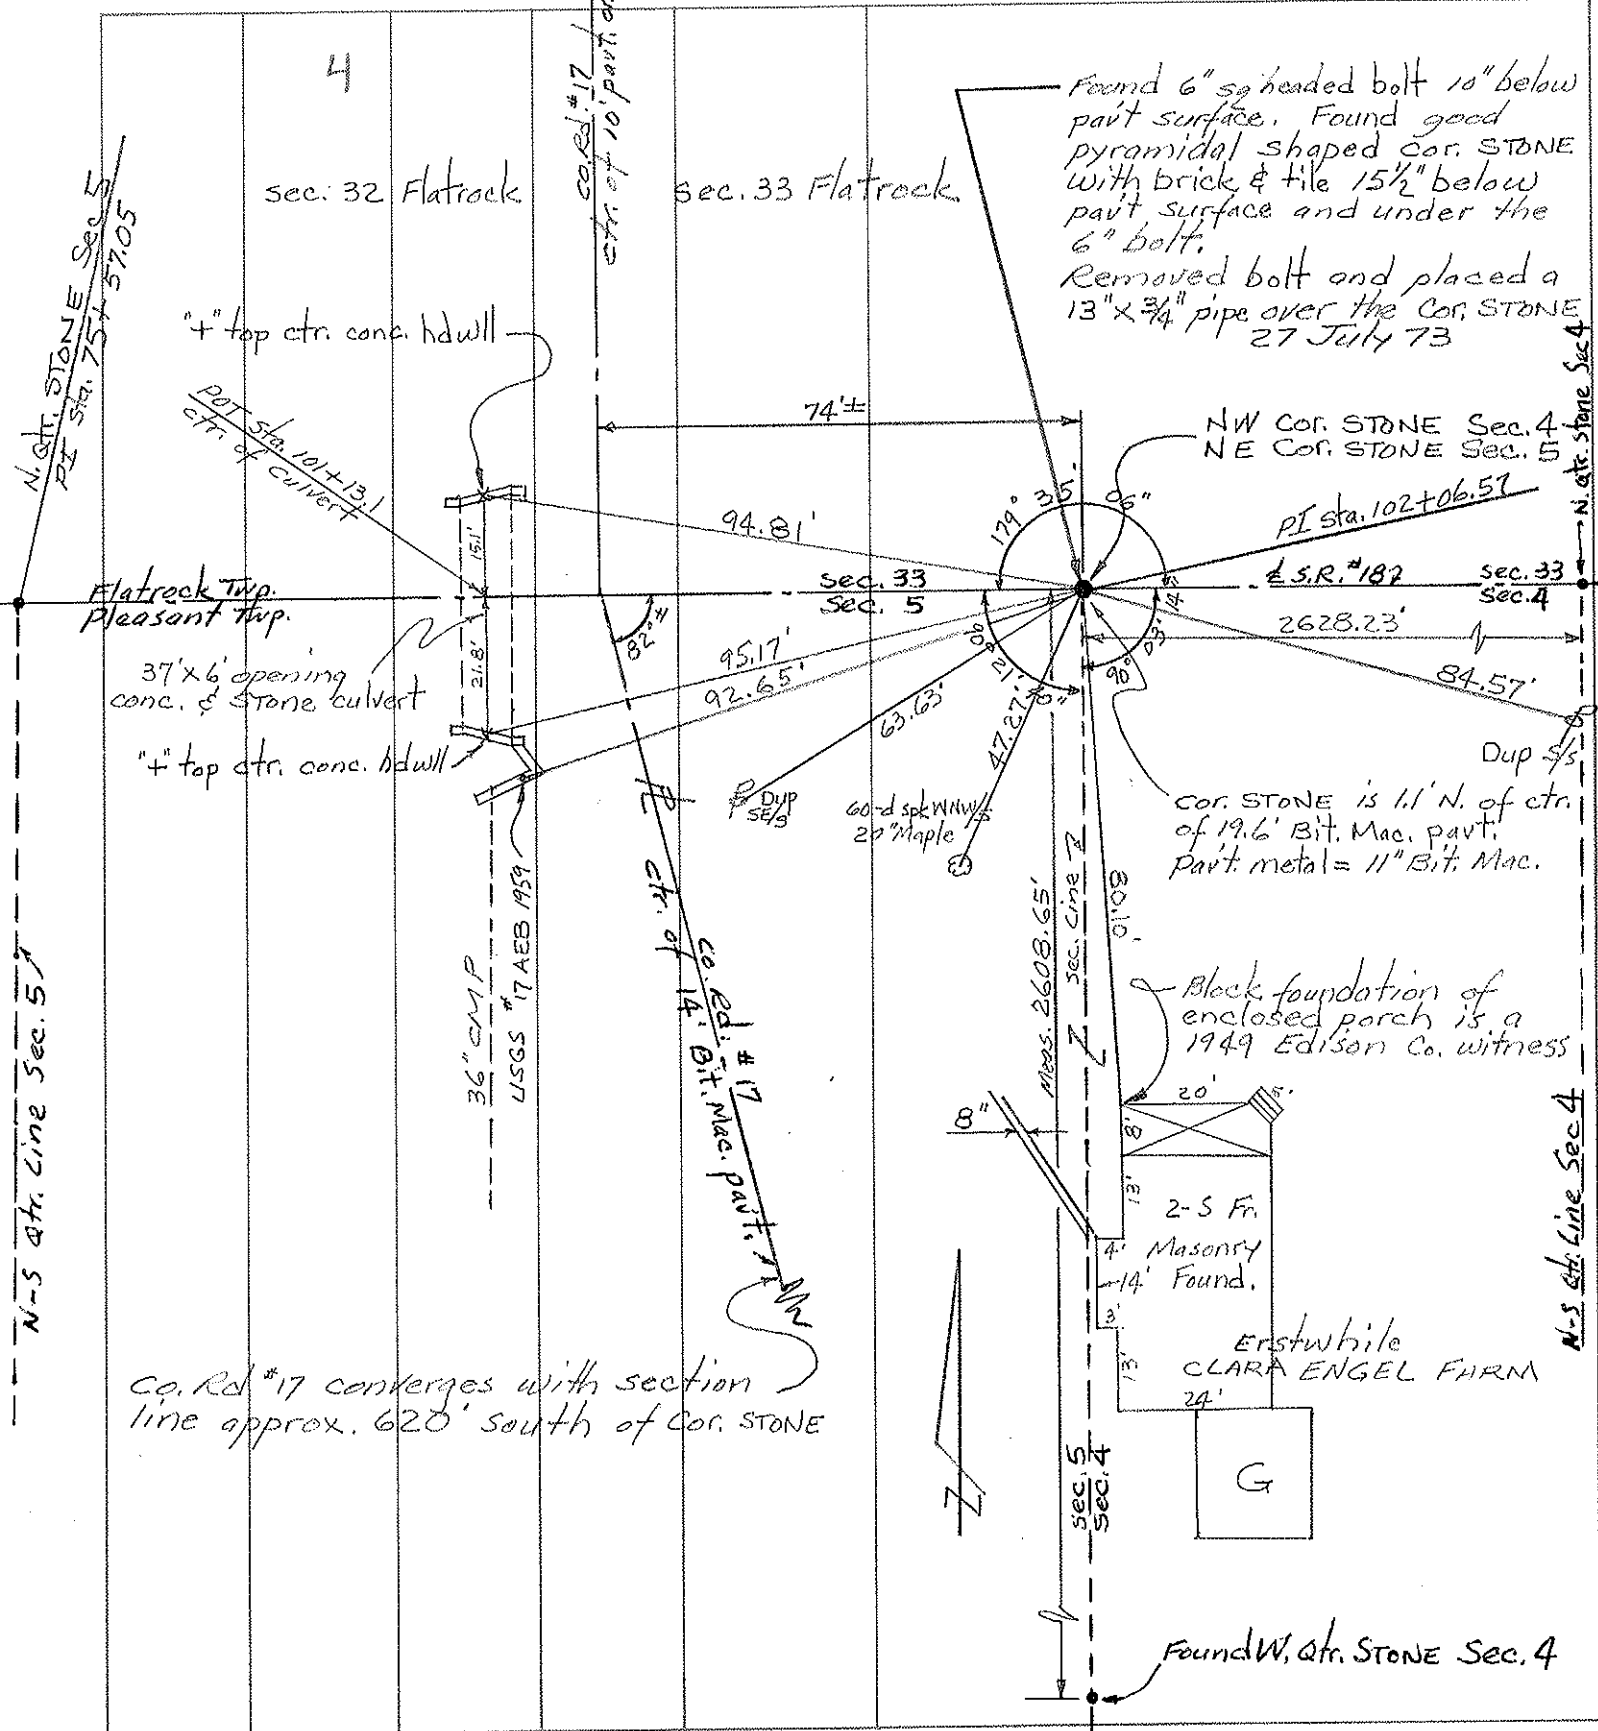 4
co. Rd. #17
ctr. of 10' pavt.
sec. 32 Flatrock
sec. 33 Flatrock
Found 6" sq headed bolt 10" below
pav't surface. Found good
pyramidal shaped cor. STONE
with brick & tile 15½" below
pav't surface and under the
6" bolt.
Removed bolt and placed a
13" x ¾" pipe over the Cor. STONE
27 July 73
N. Qtr. STONE Sec. 5
PI Sta. 75+57.05
"+" top ctr. conc. hdwll
POT Sta. 101+13.1
ctr. of culvert
74'±
NW Cor. STONE Sec. 4
NE Cor. STONE Sec. 5
N. Qtr. Stone Sec 4
179° 35' 06"
PI sta. 102+06.57
94.81'
15.1'
Flatrock Twp.
Pleasant Twp.
sec. 33
Sec. 5
℄ S.R. #187
sec. 33
Sec. 4
2628.23'
82°
90° 03' 14"
21.8'
37' x 6' opening
conc. & Stone culvert
95.17'
92.65'
63.63'
47.27'
84.57'
"+" top ctr. conc. hdwll
Dup
SE/s
60-d spk WNW/s
20" Maple
Dup S/s
cor. STONE is 1.1' N. of ctr.
of 19.6' Bit. Mac. pavt.
Pav't. metal = 11" Bit. Mac.
36" CMP
USGS #17 AEB 1959
℄
ctr. of 14' Bit. Mac. pav't.
co. Rd. #17
Meas. 2608.65'
sec. Line
80.10'
N-S Qtr. Line Sec. 5
Block foundation of
enclosed porch is a
1949 Edison Co. witness
8"
20'
5'
8'
13'
2-S Fr.
Masonry
Found.
4'
14'
3'
13'
24'
Erstwhile
CLARA ENGEL FARM
N-S Qtr. Line Sec 4
Co. Rd #17 converges with section
line approx. 620' south of Cor. STONE
G
sec. 5
sec. 4
Found W. Qtr. STONE Sec. 4